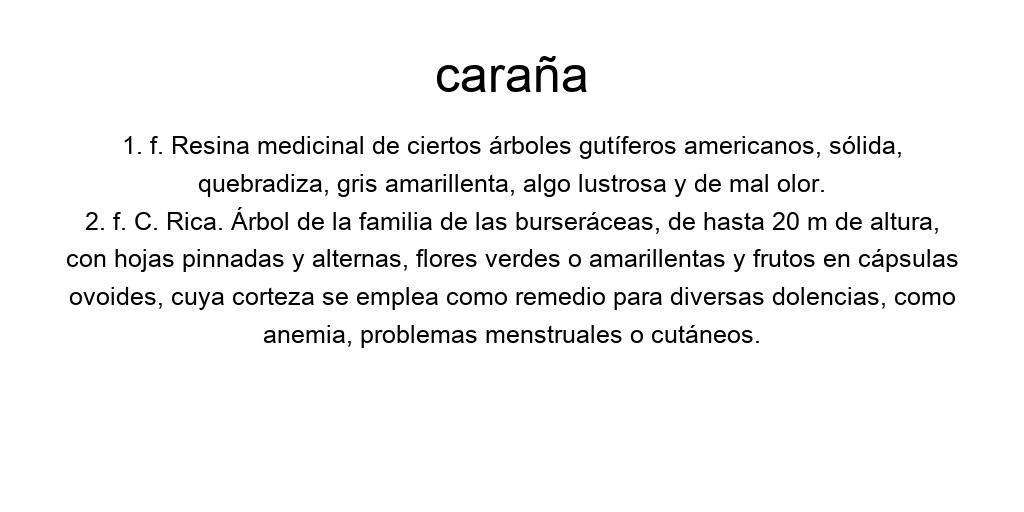 caraña
1. f. Resina medicinal de ciertos árboles gutíferos americanos, sólida,
quebradiza, gris amarillenta, algo lustrosa y de mal olor.
2. f. C. Rica. Árbol de la familia de las burseráceas, de hasta 20 m de altura,
con hojas pinnadas y alternas, flores verdes o amarillentas y frutos en cápsulas
ovoides, cuya corteza se emplea como remedio para diversas dolencias, como
anemia, problemas menstruales o cutáneos.